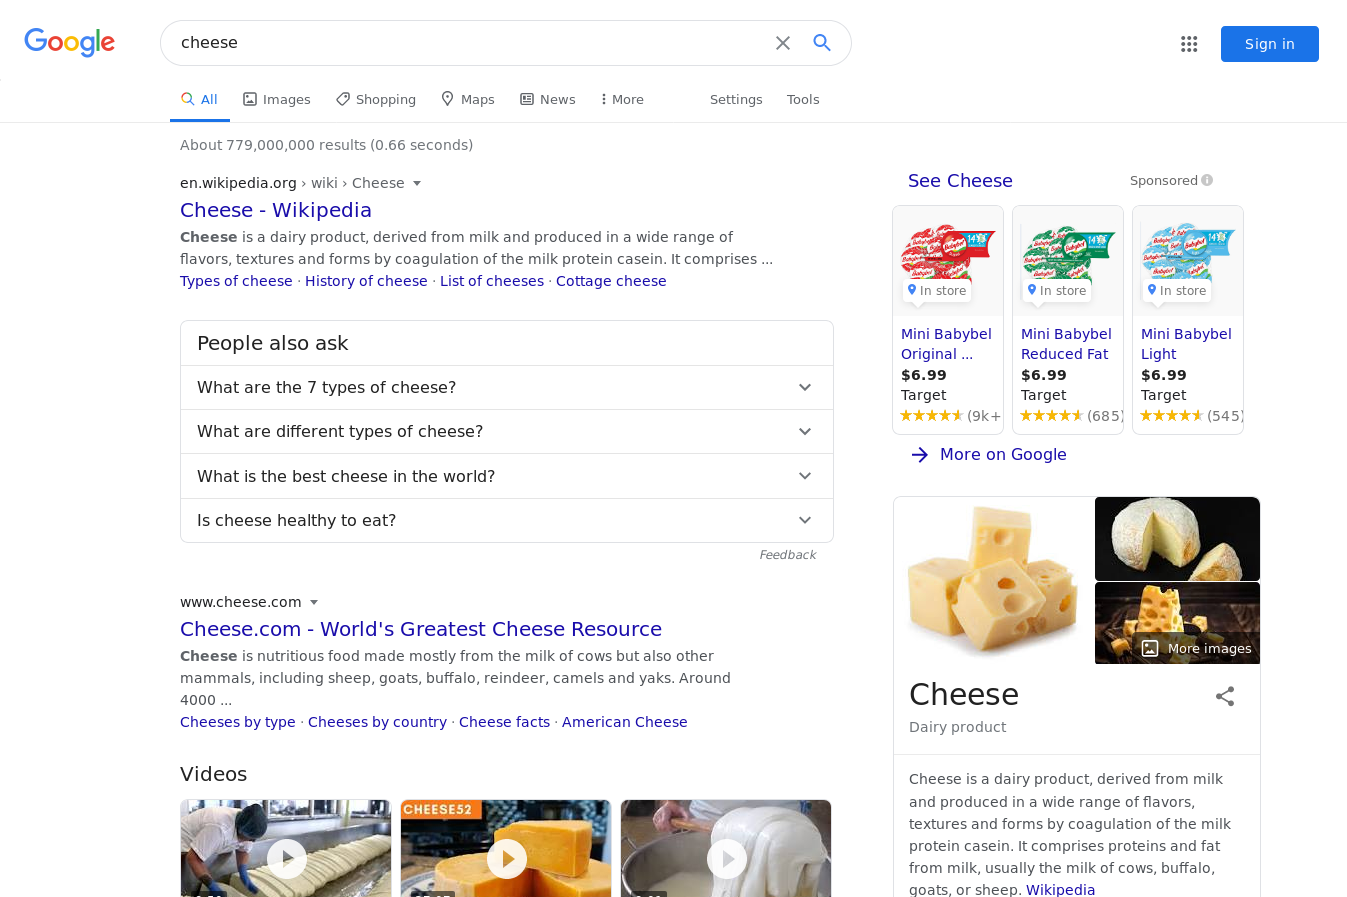 Google
cheese
Sign in
All
Images
Shopping
Maps
News
More
Settings
Tools
About 779,000,000 results (0.66 seconds)
en.wikipedia.org › wiki › Cheese
Cheese - Wikipedia
Cheese is a dairy product, derived from milk and produced in a wide range of
flavors, textures and forms by coagulation of the milk protein casein. It comprises ...
Types of cheese · History of cheese · List of cheeses · Cottage cheese
People also ask
What are the 7 types of cheese?
What are different types of cheese?
What is the best cheese in the world?
Is cheese healthy to eat?
Feedback
www.cheese.com
Cheese.com - World's Greatest Cheese Resource
Cheese is nutritious food made mostly from the milk of cows but also other
mammals, including sheep, goats, buffalo, reindeer, camels and yaks. Around
4000 ...
Cheeses by type · Cheeses by country · Cheese facts · American Cheese
Videos
CHEESE52
See Cheese
Sponsored
Babybel
In store
Mini Babybel
Original ...
$6.99
Target
(9k+
Babybel
In store
Mini Babybel
Reduced Fat
$6.99
Target
(685)
Babybel
In store
Mini Babybel
Light
$6.99
Target
(545)
More on Google
More images
Cheese
Dairy product
Cheese is a dairy product, derived from milk
and produced in a wide range of flavors,
textures and forms by coagulation of the milk
protein casein. It comprises proteins and fat
from milk, usually the milk of cows, buffalo,
goats, or sheep. Wikipedia